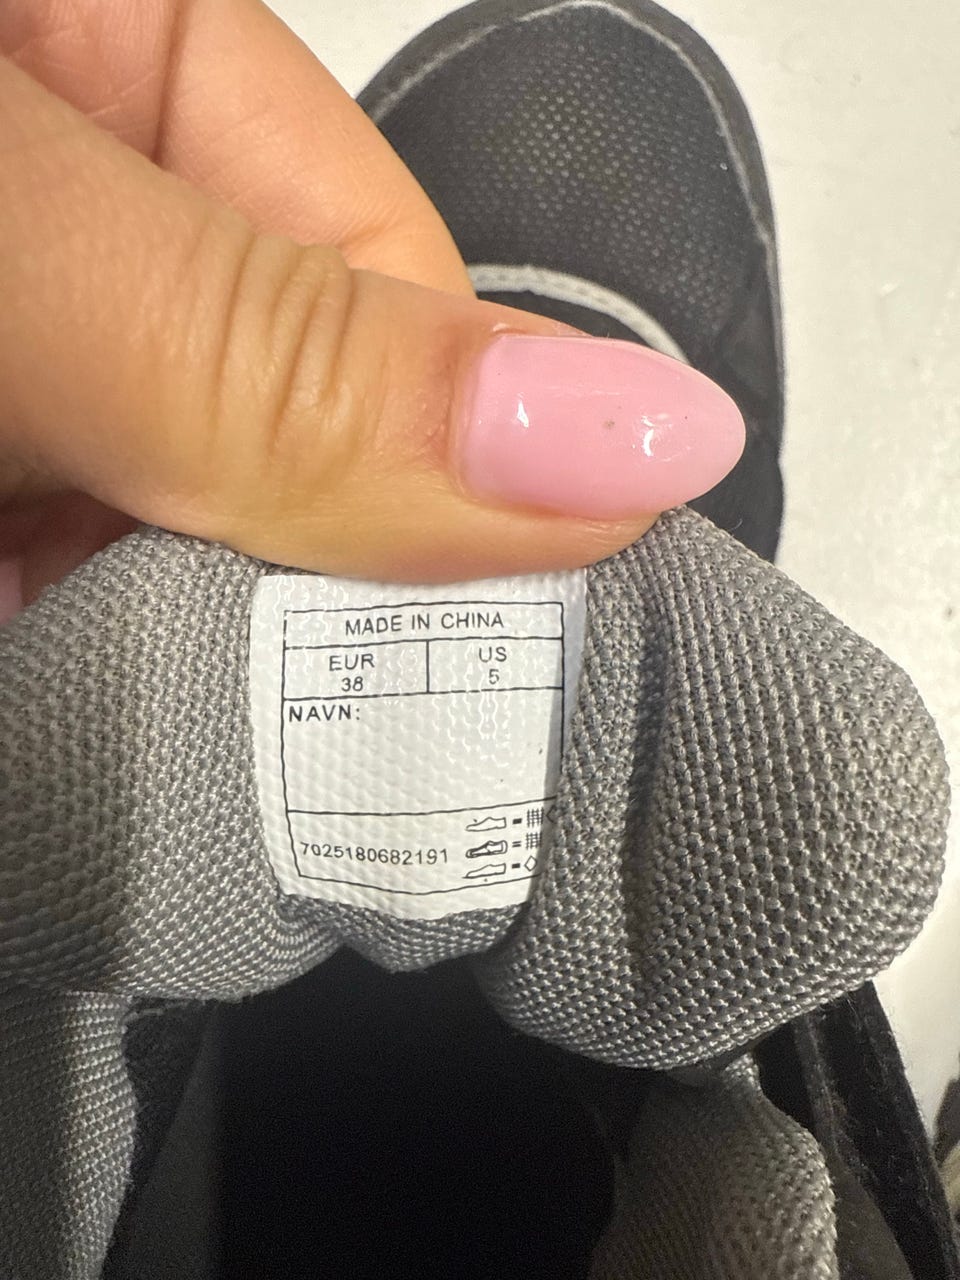 MADE IN CHINA
EUR US
38 5
NAVN:
7025180682191